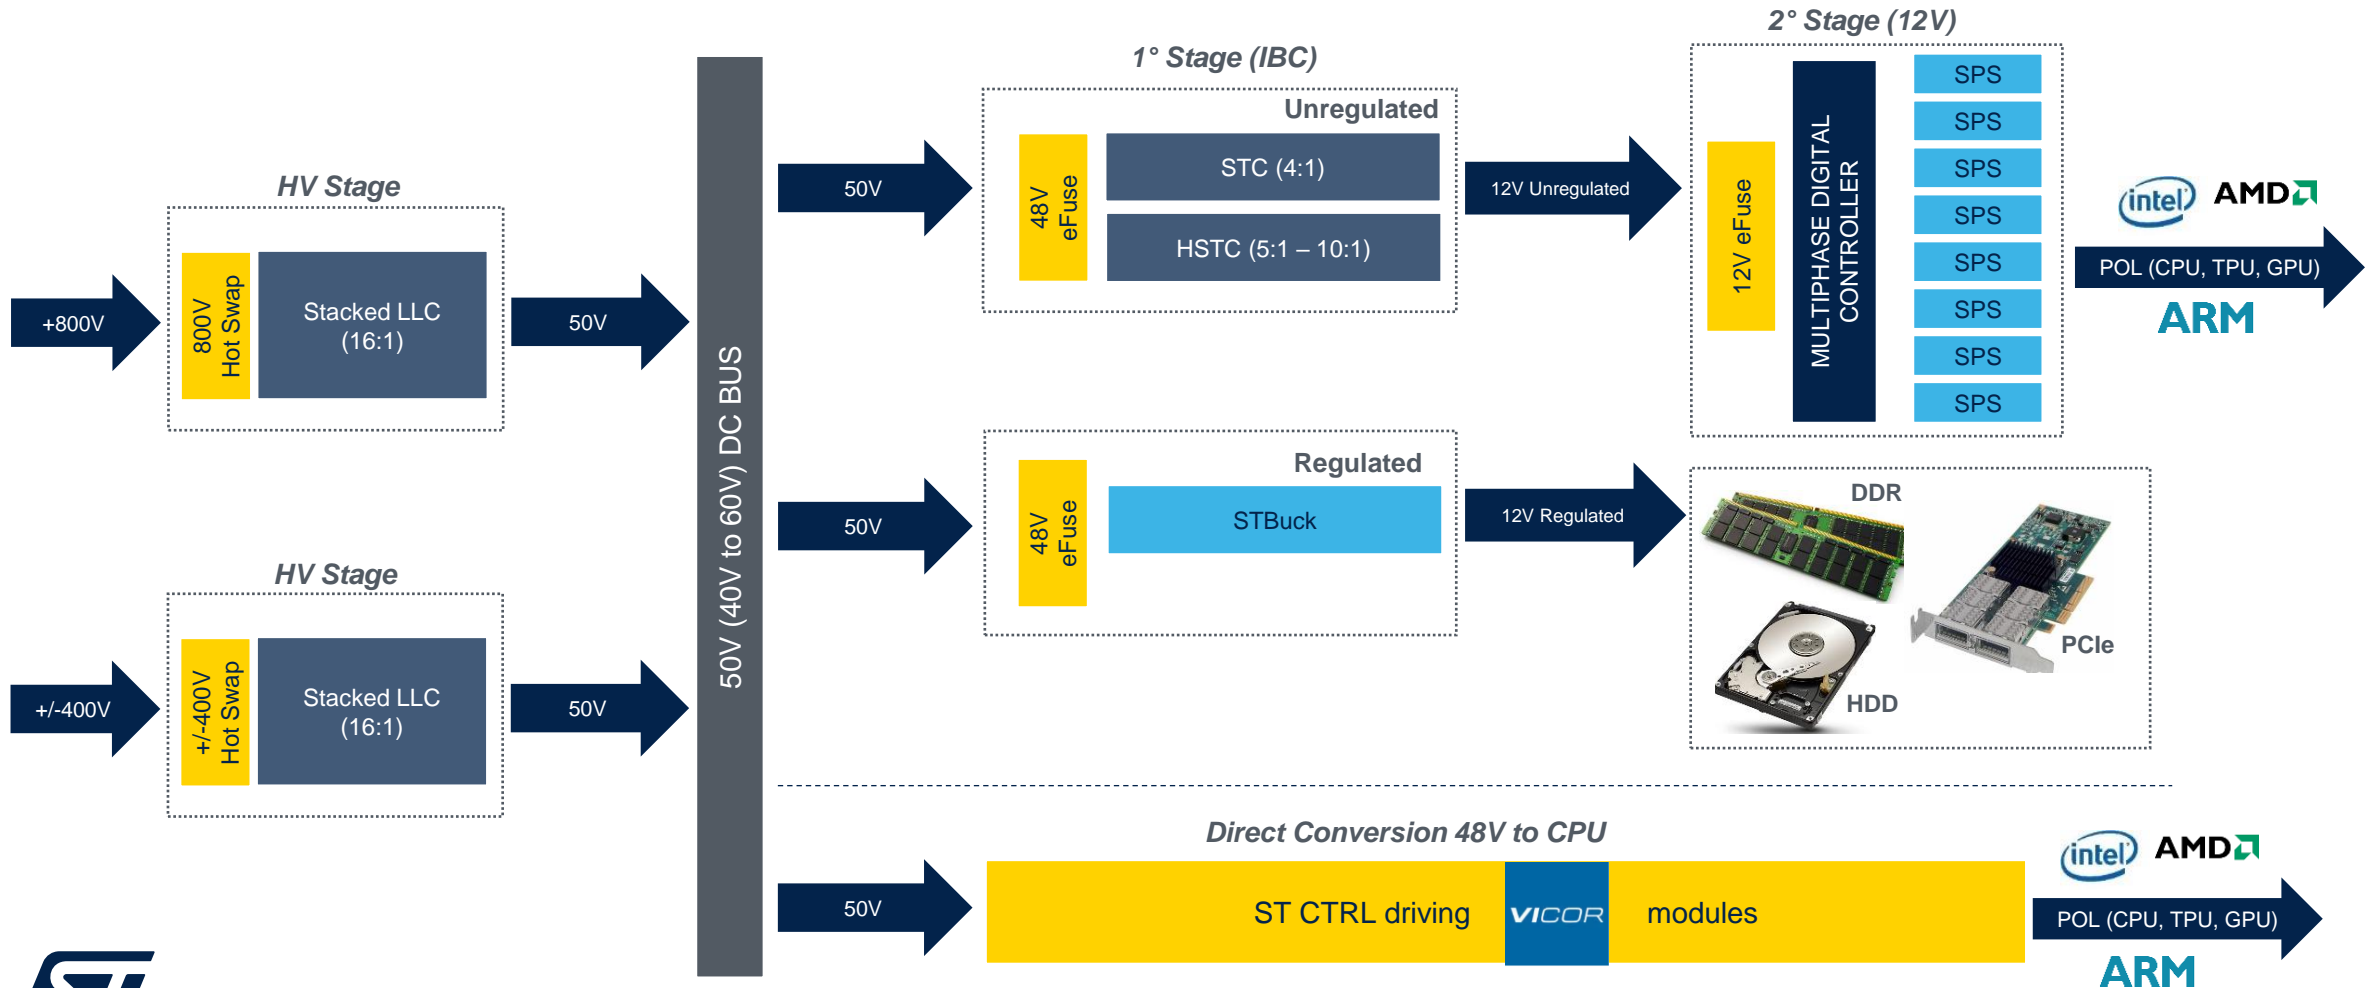 HV Stage
+800V
800V
Hot Swap
Stacked LLC
(16:1)
50V
HV Stage
+/-400V
+/-400V
Hot Swap
Stacked LLC
(16:1)
50V
50V (40V to 60V) DC BUS
1° Stage (IBC)
50V
Unregulated
48V
eFuse
STC (4:1)
HSTC (5:1 – 10:1)
12V Unregulated
2° Stage (12V)
12V eFuse
MULTIPHASE DIGITAL
CONTROLLER
SPS
SPS
SPS
SPS
SPS
SPS
SPS
SPS
intel AMD
POL (CPU, TPU, GPU)
ARM
50V
Regulated
48V
eFuse
STBuck
12V Regulated
DDR
PCIe
HDD
Direct Conversion 48V to CPU
50V
ST CTRL driving VICOR modules
intel AMD
POL (CPU, TPU, GPU)
ARM
ST